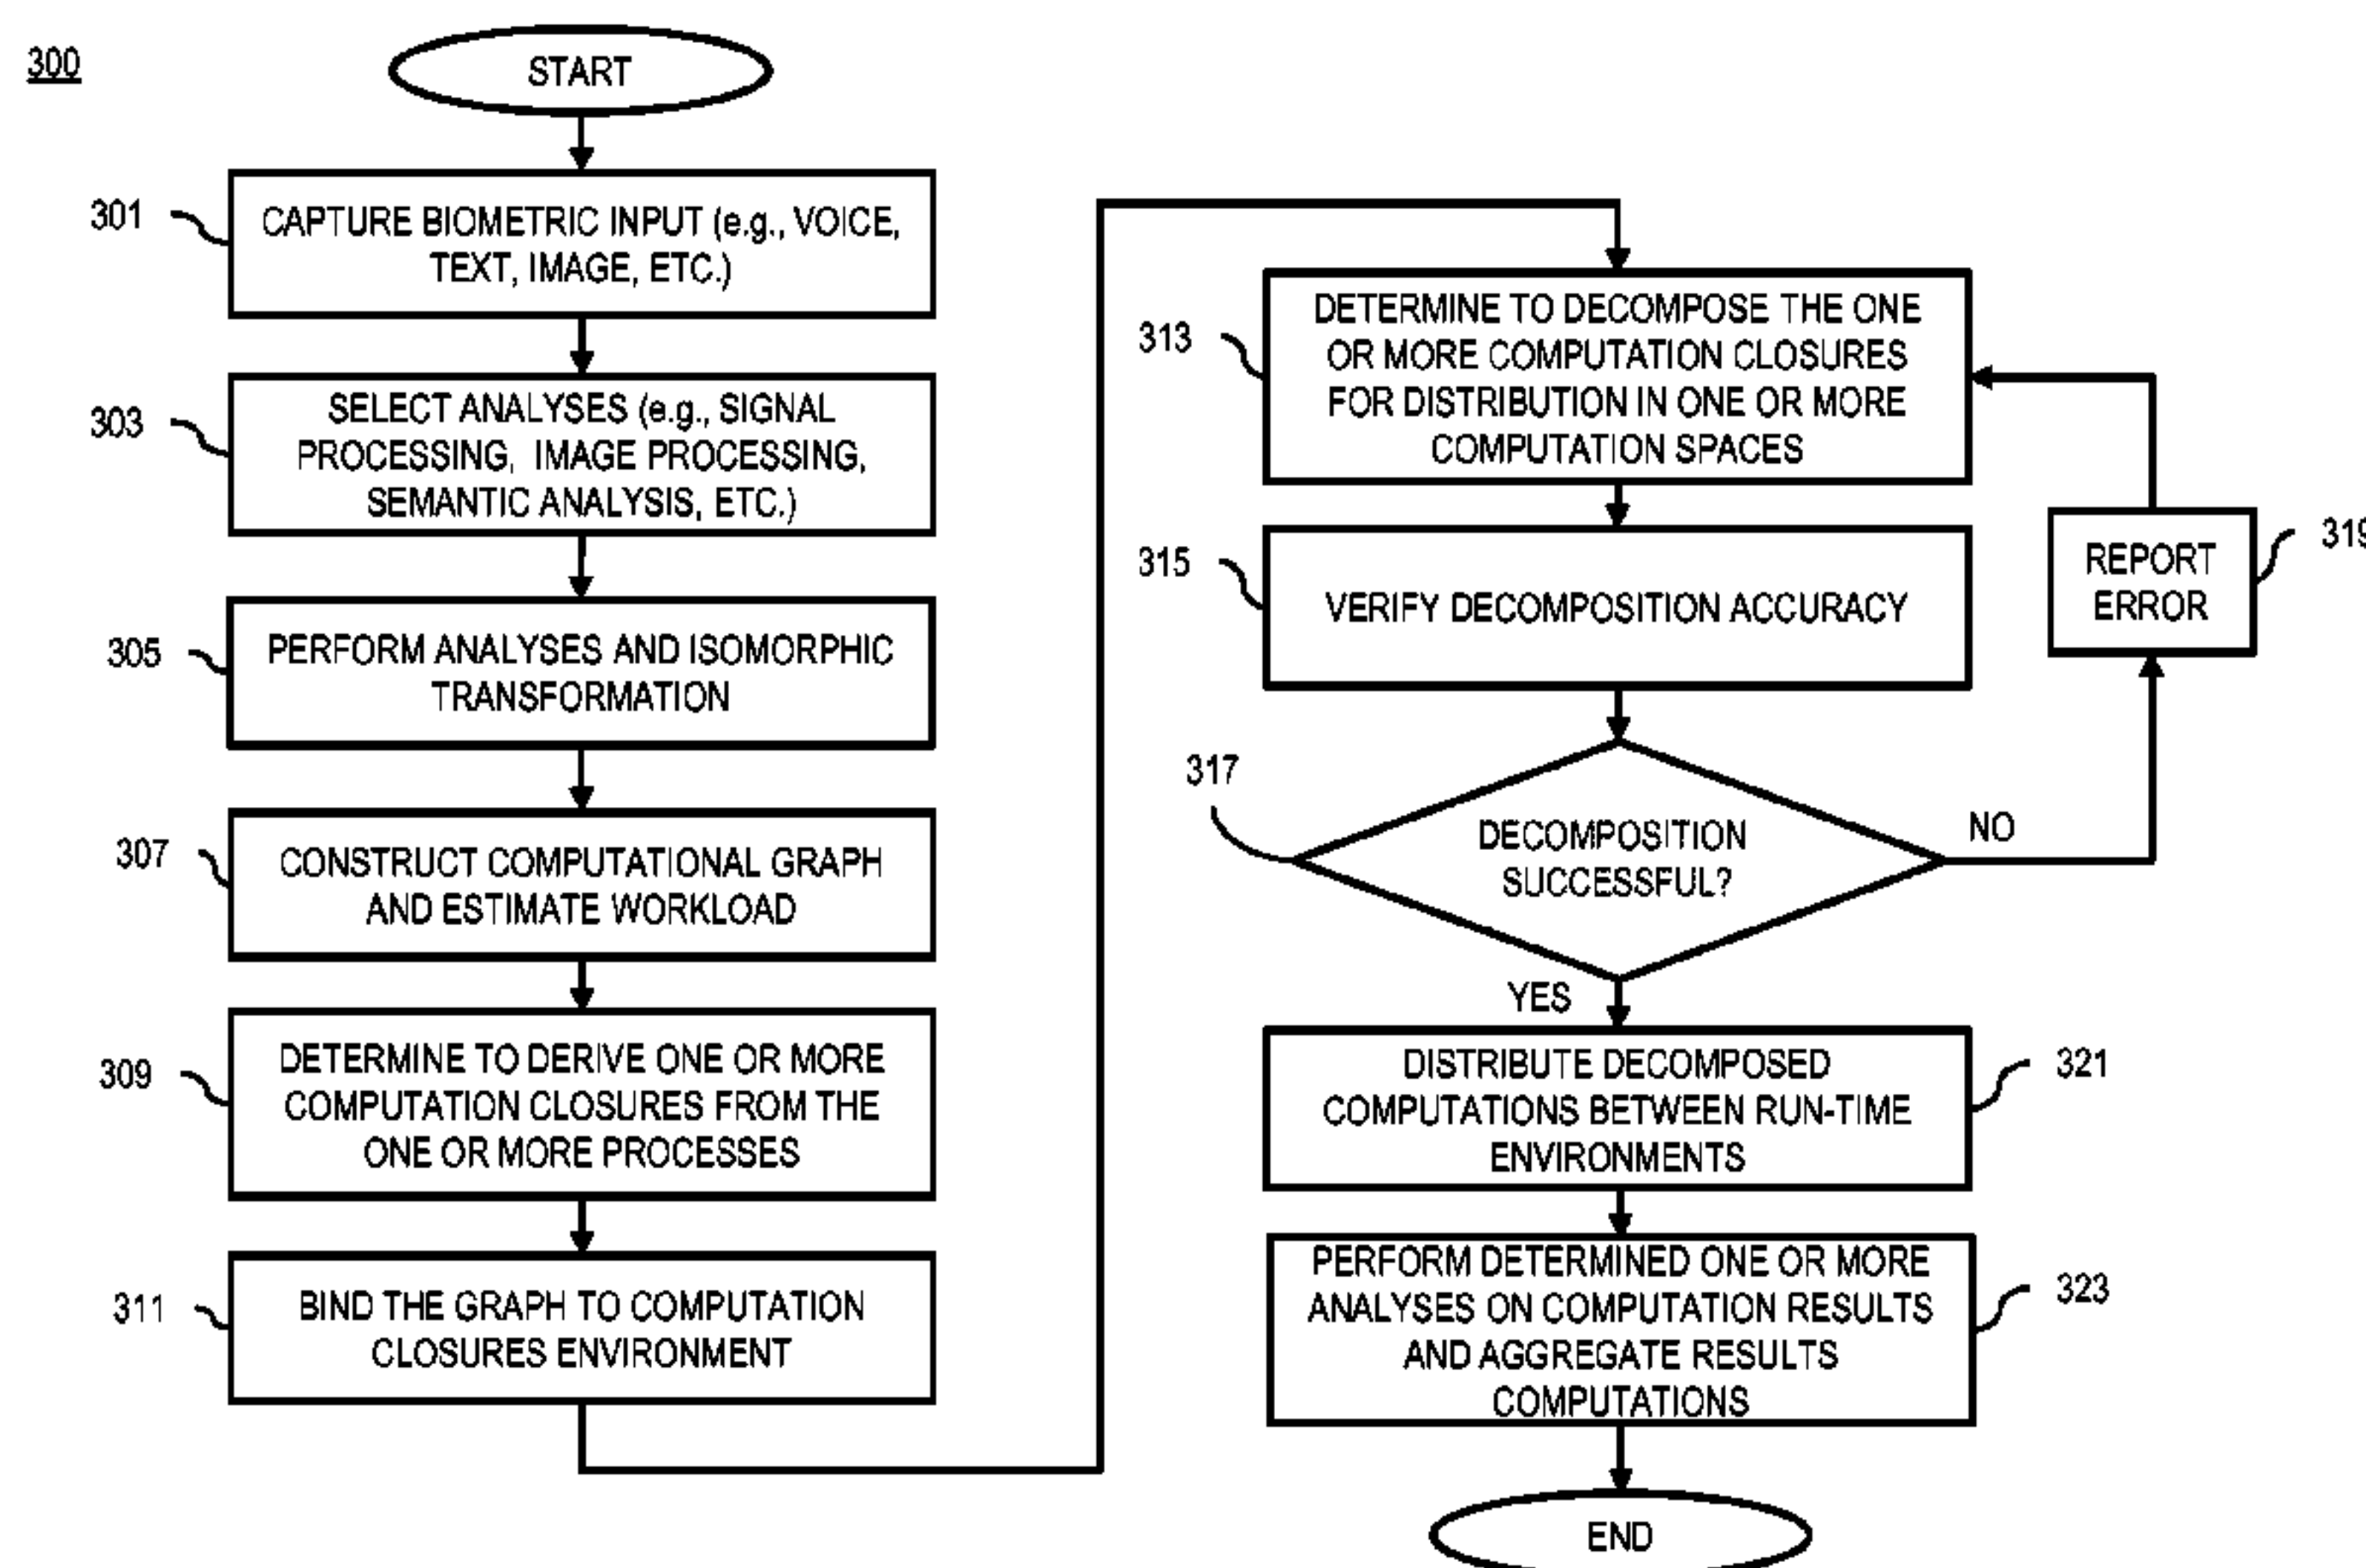 300
START
301
CAPTURE BIOMETRIC INPUT (e.g., VOICE,
TEXT, IMAGE, ETC.)
303
SELECT ANALYSES (e.g., SIGNAL
PROCESSING, IMAGE PROCESSING,
SEMANTIC ANALYSIS, ETC.)
305
PERFORM ANALYSES AND ISOMORPHIC
TRANSFORMATION
307
CONSTRUCT COMPUTATIONAL GRAPH
AND ESTIMATE WORKLOAD
309
DETERMINE TO DERIVE ONE OR MORE
COMPUTATION CLOSURES FROM THE
ONE OR MORE PROCESSES
311
BIND THE GRAPH TO COMPUTATION
CLOSURES ENVIRONMENT
313
DETERMINE TO DECOMPOSE THE ONE
OR MORE COMPUTATION CLOSURES
FOR DISTRIBUTION IN ONE OR MORE
COMPUTATION SPACES
315
VERIFY DECOMPOSITION ACCURACY
317
DECOMPOSITION
SUCCESSFUL?
NO
REPORT
ERROR
319
YES
DISTRIBUTE DECOMPOSED
COMPUTATIONS BETWEEN RUN-TIME
ENVIRONMENTS
321
PERFORM DETERMINED ONE OR MORE
ANALYSES ON COMPUTATION RESULTS
AND AGGREGATE RESULTS
COMPUTATIONS
323
END